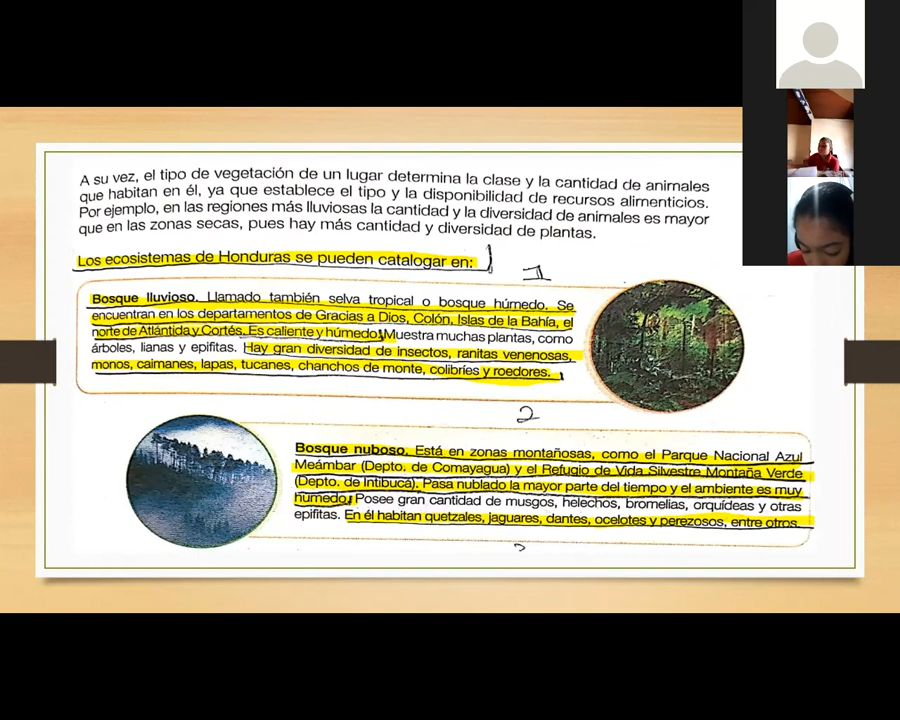 A su vez, el tipo de vegetación de un lugar determina la clase y la cantidad de animales
que habitan en él, ya que establece el tipo y la disponibilidad de recursos alimenticios.
Por ejemplo, en las regiones más lluviosas la cantidad y la diversidad de animales es mayor
que en las zonas secas, pues hay más cantidad y diversidad de plantas.
Los ecosistemas de Honduras se pueden catalogar en:
1
Bosque lluvioso. Llamado también selva tropical o bosque húmedo. Se
encuentran en los departamentos de Gracias a Dios, Colón, Islas de la Bahía, el
norte de Atlántida y Cortés. Es caliente y húmedo. Muestra muchas plantas, como
árboles, lianas y epifitas. Hay gran diversidad de insectos, ranitas venenosas,
monos, caimanes, lapas, tucanes, chanchos de monte, colibríes y roedores.
2
Bosque nuboso. Está en zonas montañosas, como el Parque Nacional Azul
Meámbar (Depto. de Comayagua) y el Refugio de Vida Silvestre Montaña Verde
(Depto. de Intibucá). Pasa nublado la mayor parte del tiempo y el ambiente es muy
húmedo. Posee gran cantidad de musgos, helechos, bromelias, orquídeas y otras
epifitas. En él habitan quetzales, jaguares, dantes, ocelotes y perezosos, entre otros.